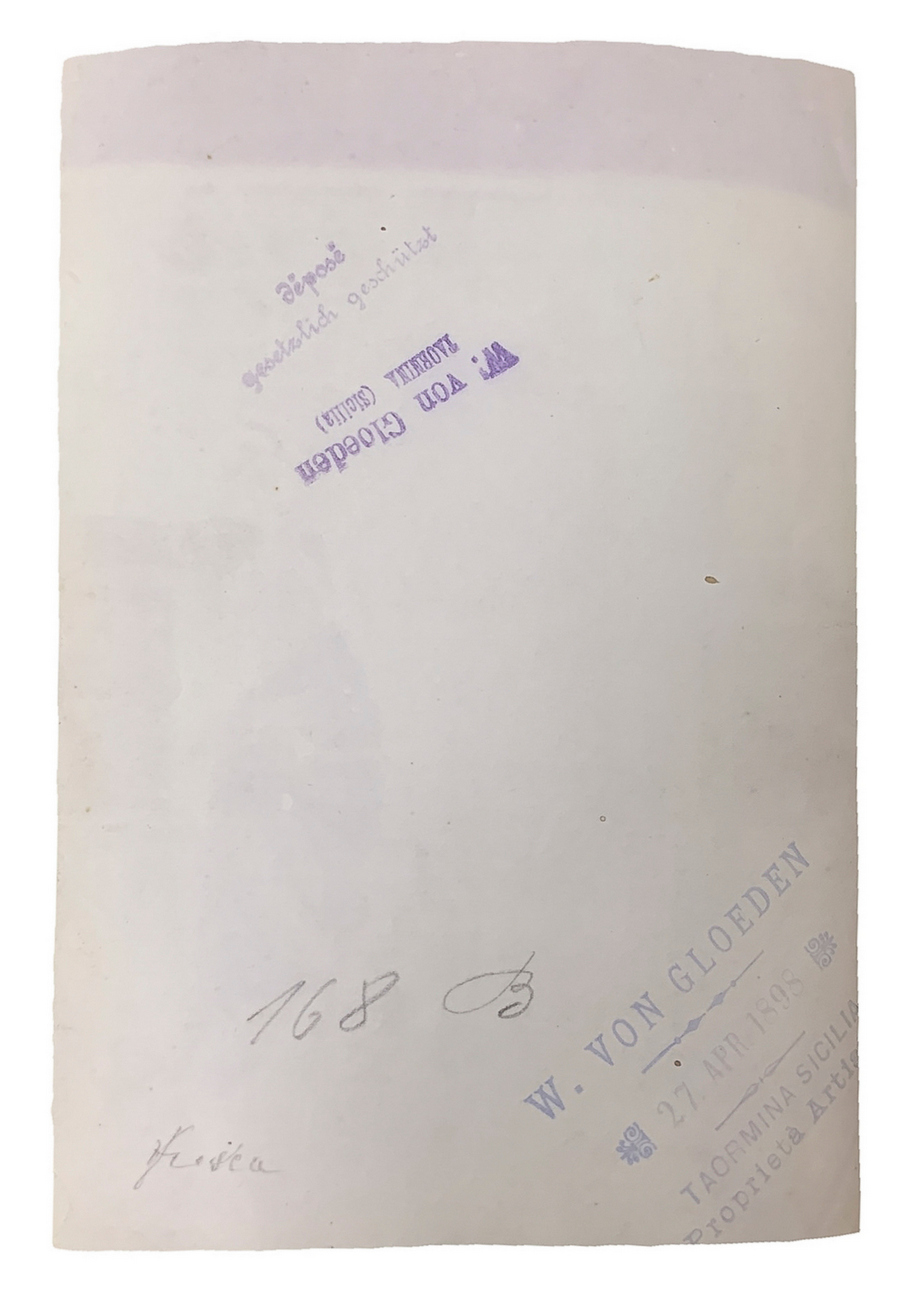 déposé
gesetzlich geschützt
W. von Gloeden
TAORMINA (Sicilia)
168 B
W. VON GLOEDEN
27. APR. 1898
TAORMINA SICILIA
Proprietà Artis